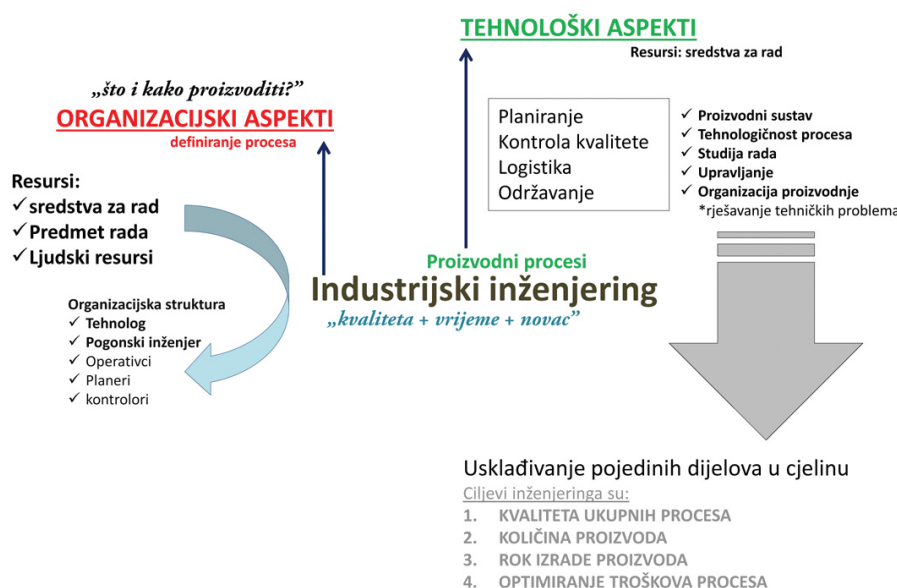 TEHNOLOŠKI ASPEKTI
Resursi: sredstva za rad
„što i kako proizvoditi?”
ORGANIZACIJSKI ASPEKTI
definiranje procesa
Planiranje
Kontrola kvalitete
Logistika
Održavanje
✓ Proizvodni sustav
✓ Tehnologičnost procesa
✓ Studija rada
✓ Upravljanje
✓ Organizacija proizvodnje
*rješavanje tehničkih problema
Resursi:
✓sredstva za rad
✓Predmet rada
✓Ljudski resursi
Proizvodni procesi
Industrijski inženjering
„kvaliteta + vrijeme + novac”
Organizacijska struktura
✓ Tehnolog
✓ Pogonski inženjer
✓ Operativci
✓ Planeri
✓ kontrolori
Usklađivanje pojedinih dijelova u cjelinu
Ciljevi inženjeringa su:
1. KVALITETA UKUPNIH PROCESA
2. KOLIČINA PROIZVODA
3. ROK IZRADE PROIZVODA
4. OPTIMIRANJE TROŠKOVA PROCESA